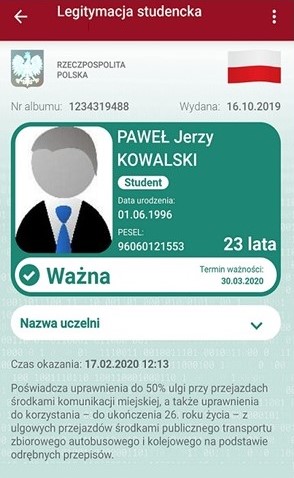 Legitymacja studencka
RZECZPOSPOLITA
POLSKA
Nr albumu: 1234319488
Wydana: 16.10.2019
PAWEŁ Jerzy
KOWALSKI
Student
Data urodzenia:
01.06.1996
PESEL:
96060121553
23 lata
Ważna
Termin ważności:
30.03.2020
Nazwa uczelni
Czas okazania: 17.02.2020 12:13
Poświadcza uprawnienia do 50% ulgi przy przejazdach
środkami komunikacji miejskiej, a także uprawnienia
do korzystania – do ukończenia 26. roku życia – z
ulgowych przejazdów środkami publicznego transportu
zbiorowego autobusowego i kolejowego na podstawie
odrębnych przepisów.